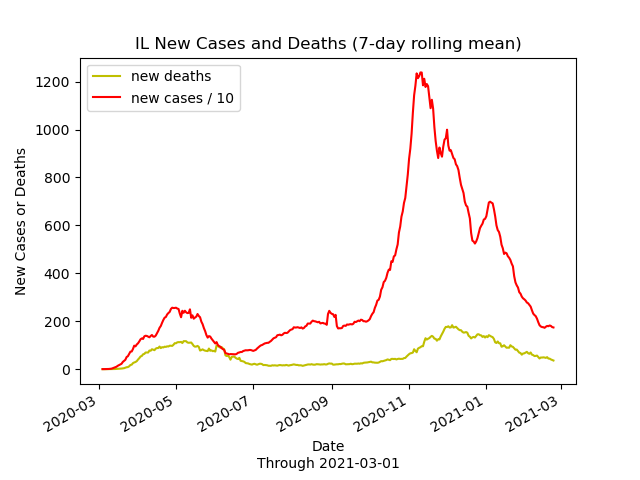 IL New Cases and Deaths (7-day rolling mean)
new deaths
new cases / 10
New Cases or Deaths
1200
1000
800
600
400
200
0
2020-03
2020-05
2020-07
2020-09
2020-11
2021-01
2021-03
Date
Through 2021-03-01